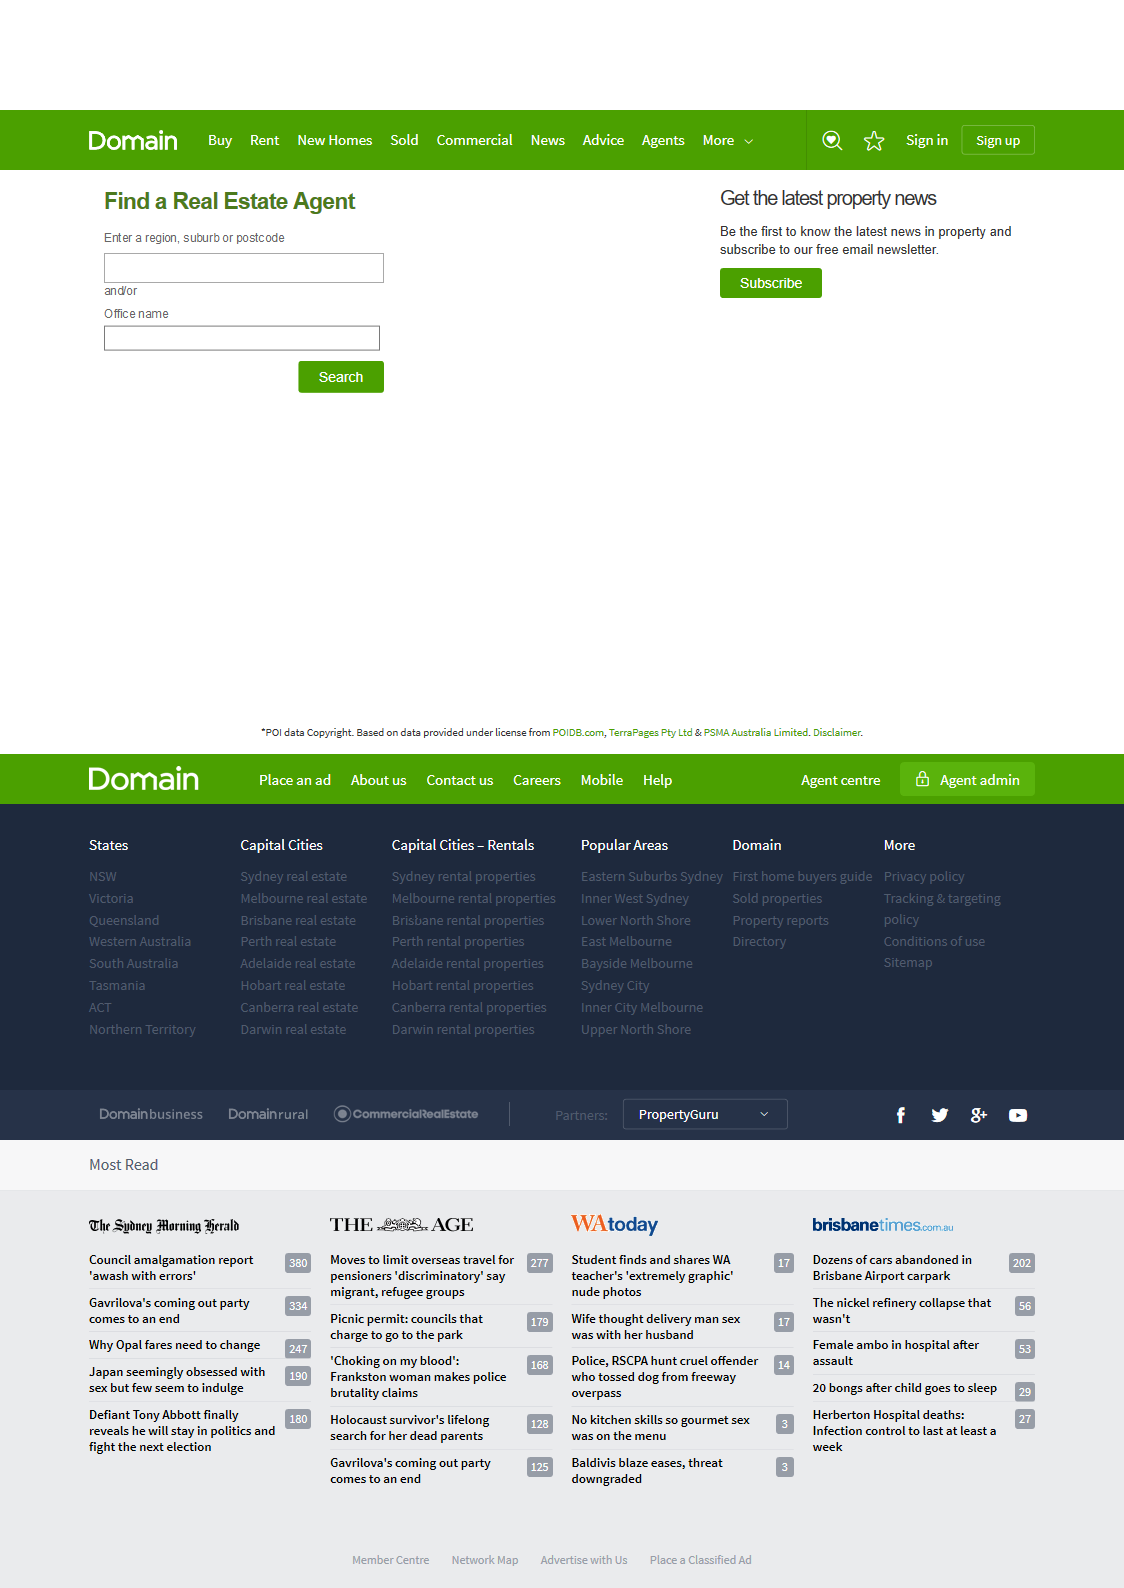 Domain
Buy Rent New Homes Sold Commercial News Advice Agents More
Sign in Sign up
Find a Real Estate Agent
Enter a region, suburb or postcode
and/or
Office name
Search
Get the latest property news
Be the first to know the latest news in property and
subscribe to our free email newsletter.
Subscribe
*POI data Copyright. Based on data provided under license from POIDB.com, TerraPages Pty Ltd & PSMA Australia Limited. Disclaimer.
Domain
Place an ad About us Contact us Careers Mobile Help
Agent centre Agent admin
States
NSW
Victoria
Queensland
Western Australia
South Australia
Tasmania
ACT
Northern Territory
Capital Cities
Sydney real estate
Melbourne real estate
Brisbane real estate
Perth real estate
Adelaide real estate
Hobart real estate
Canberra real estate
Darwin real estate
Capital Cities – Rentals
Sydney rental properties
Melbourne rental properties
Brisbane rental properties
Perth rental properties
Adelaide rental properties
Hobart rental properties
Canberra rental properties
Darwin rental properties
Popular Areas
Eastern Suburbs Sydney
Inner West Sydney
Lower North Shore
East Melbourne
Bayside Melbourne
Sydney City
Inner City Melbourne
Upper North Shore
Domain
First home buyers guide
Sold properties
Property reports
Directory
More
Privacy policy
Tracking & targeting
policy
Conditions of use
Sitemap
Domainbusiness Domainrural CommercialRealEstate
Partners: PropertyGuru
Most Read
The Sydney Morning Herald
Council amalgamation report 380
'awash with errors'
Gavrilova's coming out party 334
comes to an end
Why Opal fares need to change 247
Japan seemingly obsessed with 190
sex but few seem to indulge
Defiant Tony Abbott finally 180
reveals he will stay in politics and
fight the next election
THE AGE
Moves to limit overseas travel for 277
pensioners 'discriminatory' say
migrant, refugee groups
Picnic permit: councils that 179
charge to go to the park
'Choking on my blood': 168
Frankston woman makes police
brutality claims
Holocaust survivor's lifelong 128
search for her dead parents
Gavrilova's coming out party 125
comes to an end
WAtoday
Student finds and shares WA 17
teacher's 'extremely graphic'
nude photos
Wife thought delivery man sex 17
was with her husband
Police, RSCPA hunt cruel offender 14
who tossed dog from freeway
overpass
No kitchen skills so gourmet sex 3
was on the menu
Baldivis blaze eases, threat 3
downgraded
brisbanetimes.com.au
Dozens of cars abandoned in 202
Brisbane Airport carpark
The nickel refinery collapse that 56
wasn't
Female ambo in hospital after 53
assault
20 bongs after child goes to sleep 29
Herberton Hospital deaths: 27
Infection control to last at least a
week
Member Centre Network Map Advertise with Us Place a Classified Ad